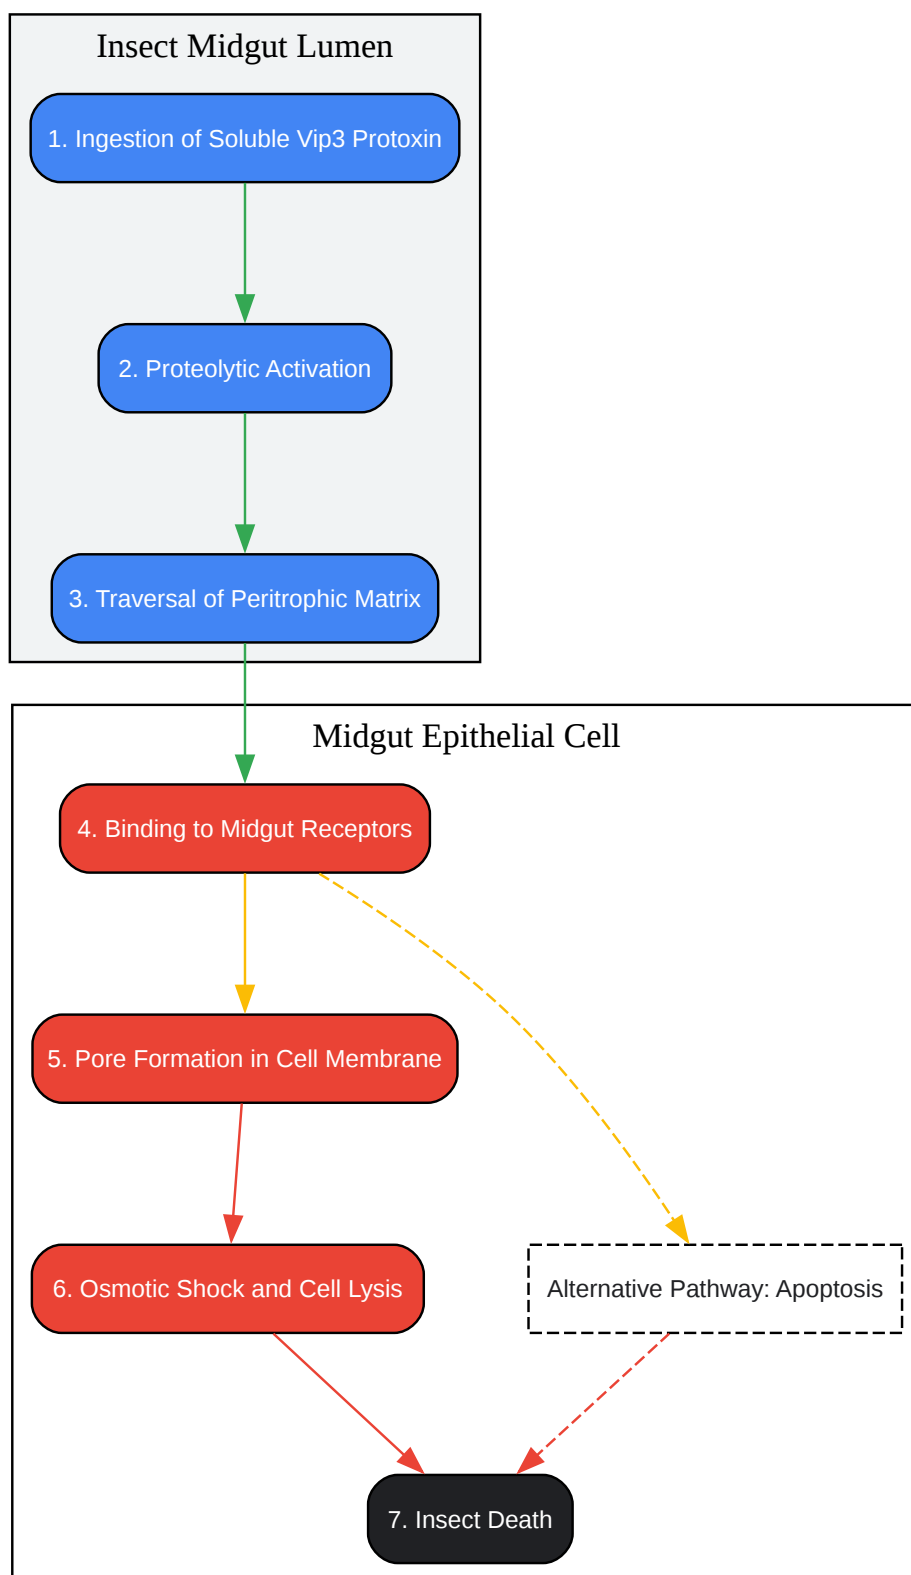 Insect Midgut Lumen
1. Ingestion of Soluble Vip3 Protoxin
2. Proteolytic Activation
3. Traversal of Peritrophic Matrix
Midgut Epithelial Cell
4. Binding to Midgut Receptors
5. Pore Formation in Cell Membrane
6. Osmotic Shock and Cell Lysis
Alternative Pathway: Apoptosis
7. Insect Death